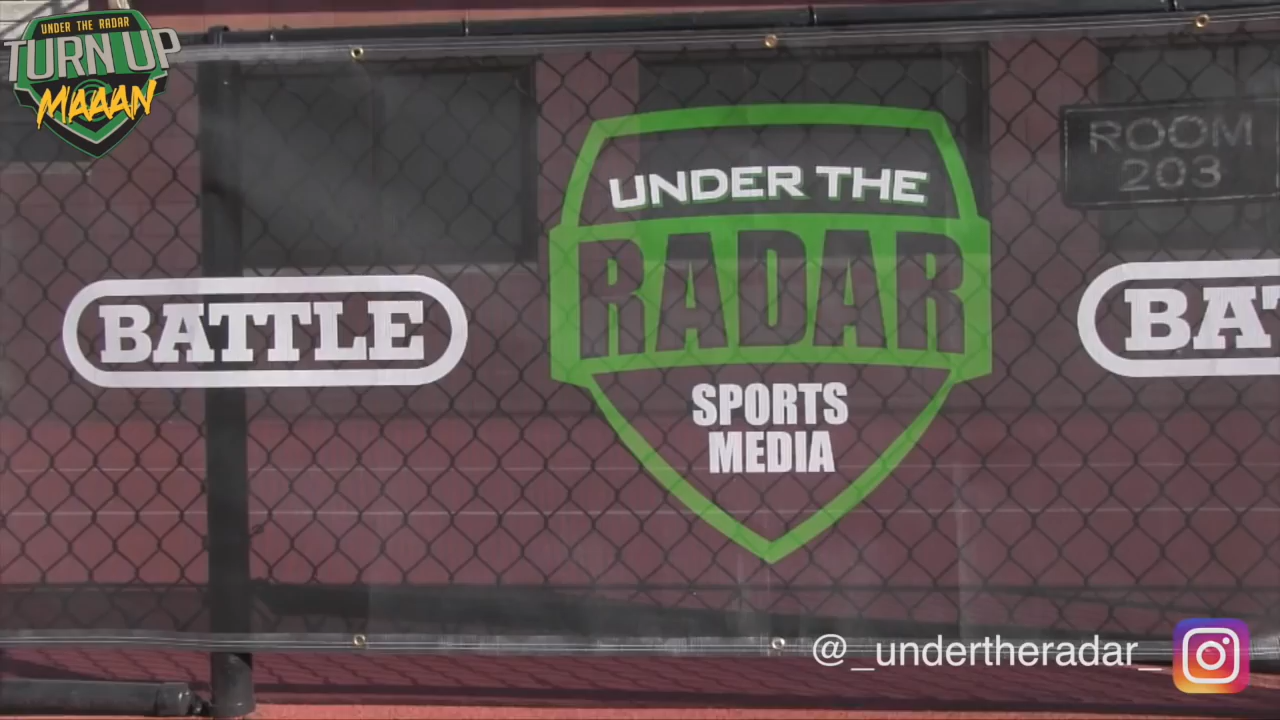 UNDER THE RADAR
TURN UP
MAAAN
UNDER THE
RADAR
SPORTS
MEDIA
BATTLE
BAT
ROOM
203
@_undertheradar_